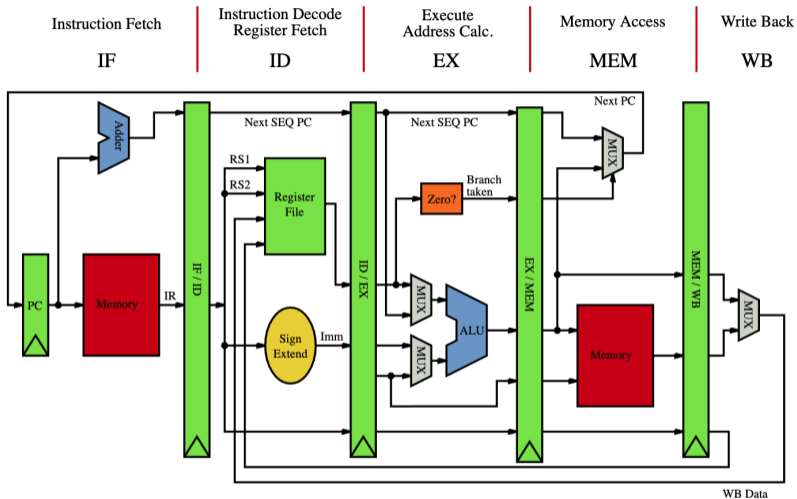 Instruction Fetch
IF
Instruction Decode
Register Fetch
ID
Execute
Address Calc.
EX
Memory Access
MEM
Write Back
WB
Next PC
Adder
Next SEQ PC
Next SEQ PC
MUX
RS1
RS2
Register
File
Branch
taken
Zero?
IF / ID
ID / EX
EX / MEM
MEM / WB
PC
Memory
IR
MUX
MUX
ALU
MUX
Sign
Extend
Imm
MUX
Memory
WB Data